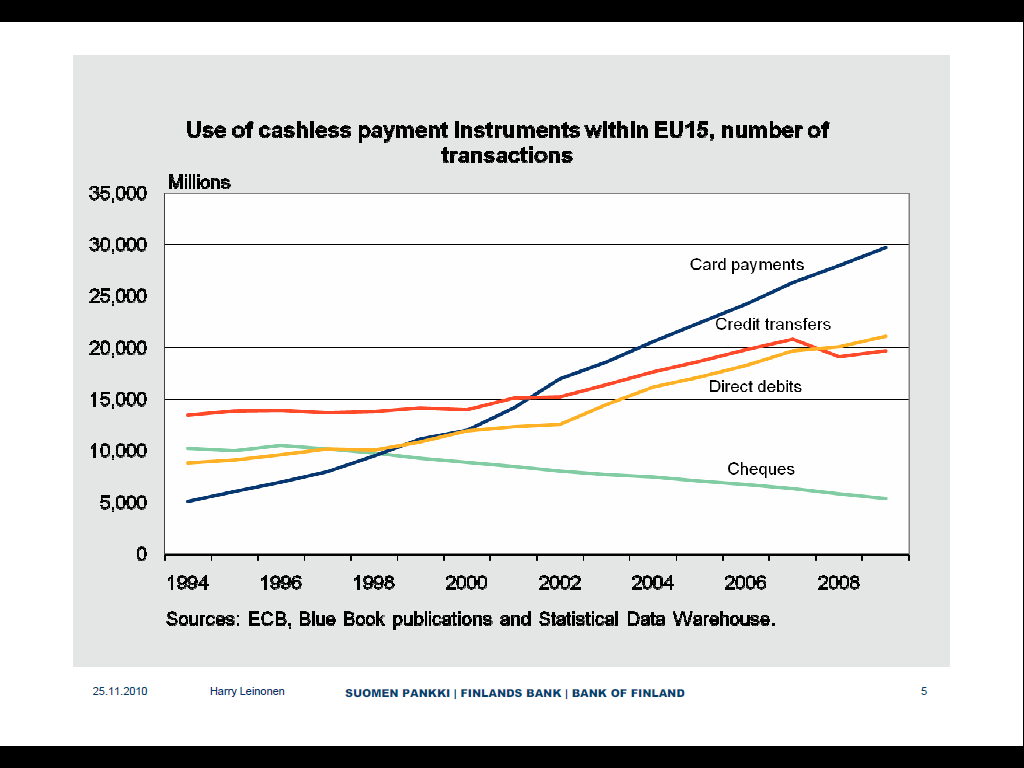 Use of cashless payment instruments within EU15, number of
transactions
Millions
35,000
30,000
25,000
20,000
15,000
10,000
5,000
0
Card payments
Credit transfers
Direct debits
Cheques
1994 1996 1998 2000 2002 2004 2006 2008
Sources: ECB, Blue Book publications and Statistical Data Warehouse.
25.11.2010 Harry Leinonen SUOMEN PANKKI | FINLANDS BANK | BANK OF FINLAND 5